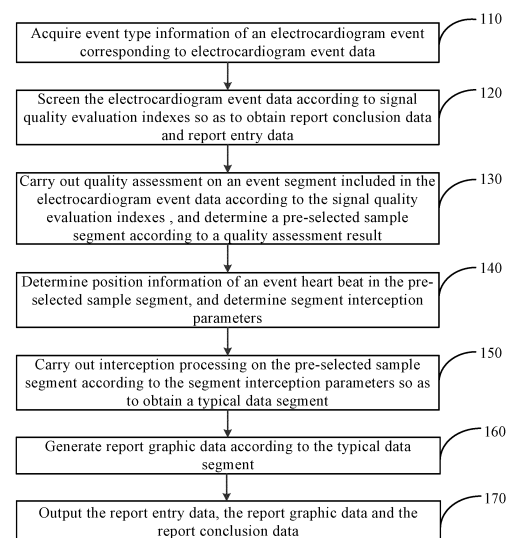 110
Acquire event type information of an electrocardiogram event
corresponding to electrocardiogram event data
120
Screen the electrocardiogram event data according to signal
quality evaluation indexes so as to obtain report conclusion data
and report entry data
130
Carry out quality assessment on an event segment included in the
electrocardiogram event data according to the signal quality
evaluation indexes , and determine a pre-selected sample
segment according to a quality assessment result
140
Determine position information of an event heart beat in the pre-
selected sample segment, and determine segment interception
parameters
150
Carry out interception processing on the pre-selected sample
segment according to the segment interception parameters so as
to obtain a typical data segment
160
Generate report graphic data according to the typical data
segment
170
Output the report entry data, the report graphic data and the
report conclusion data